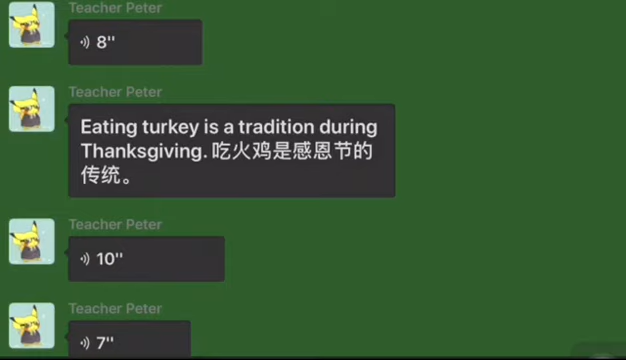 Teacher Peter
8"
Teacher Peter
Eating turkey is a tradition during
Thanksgiving. 吃火鸡是感恩节的
传统。
Teacher Peter
10"
Teacher Peter
7"